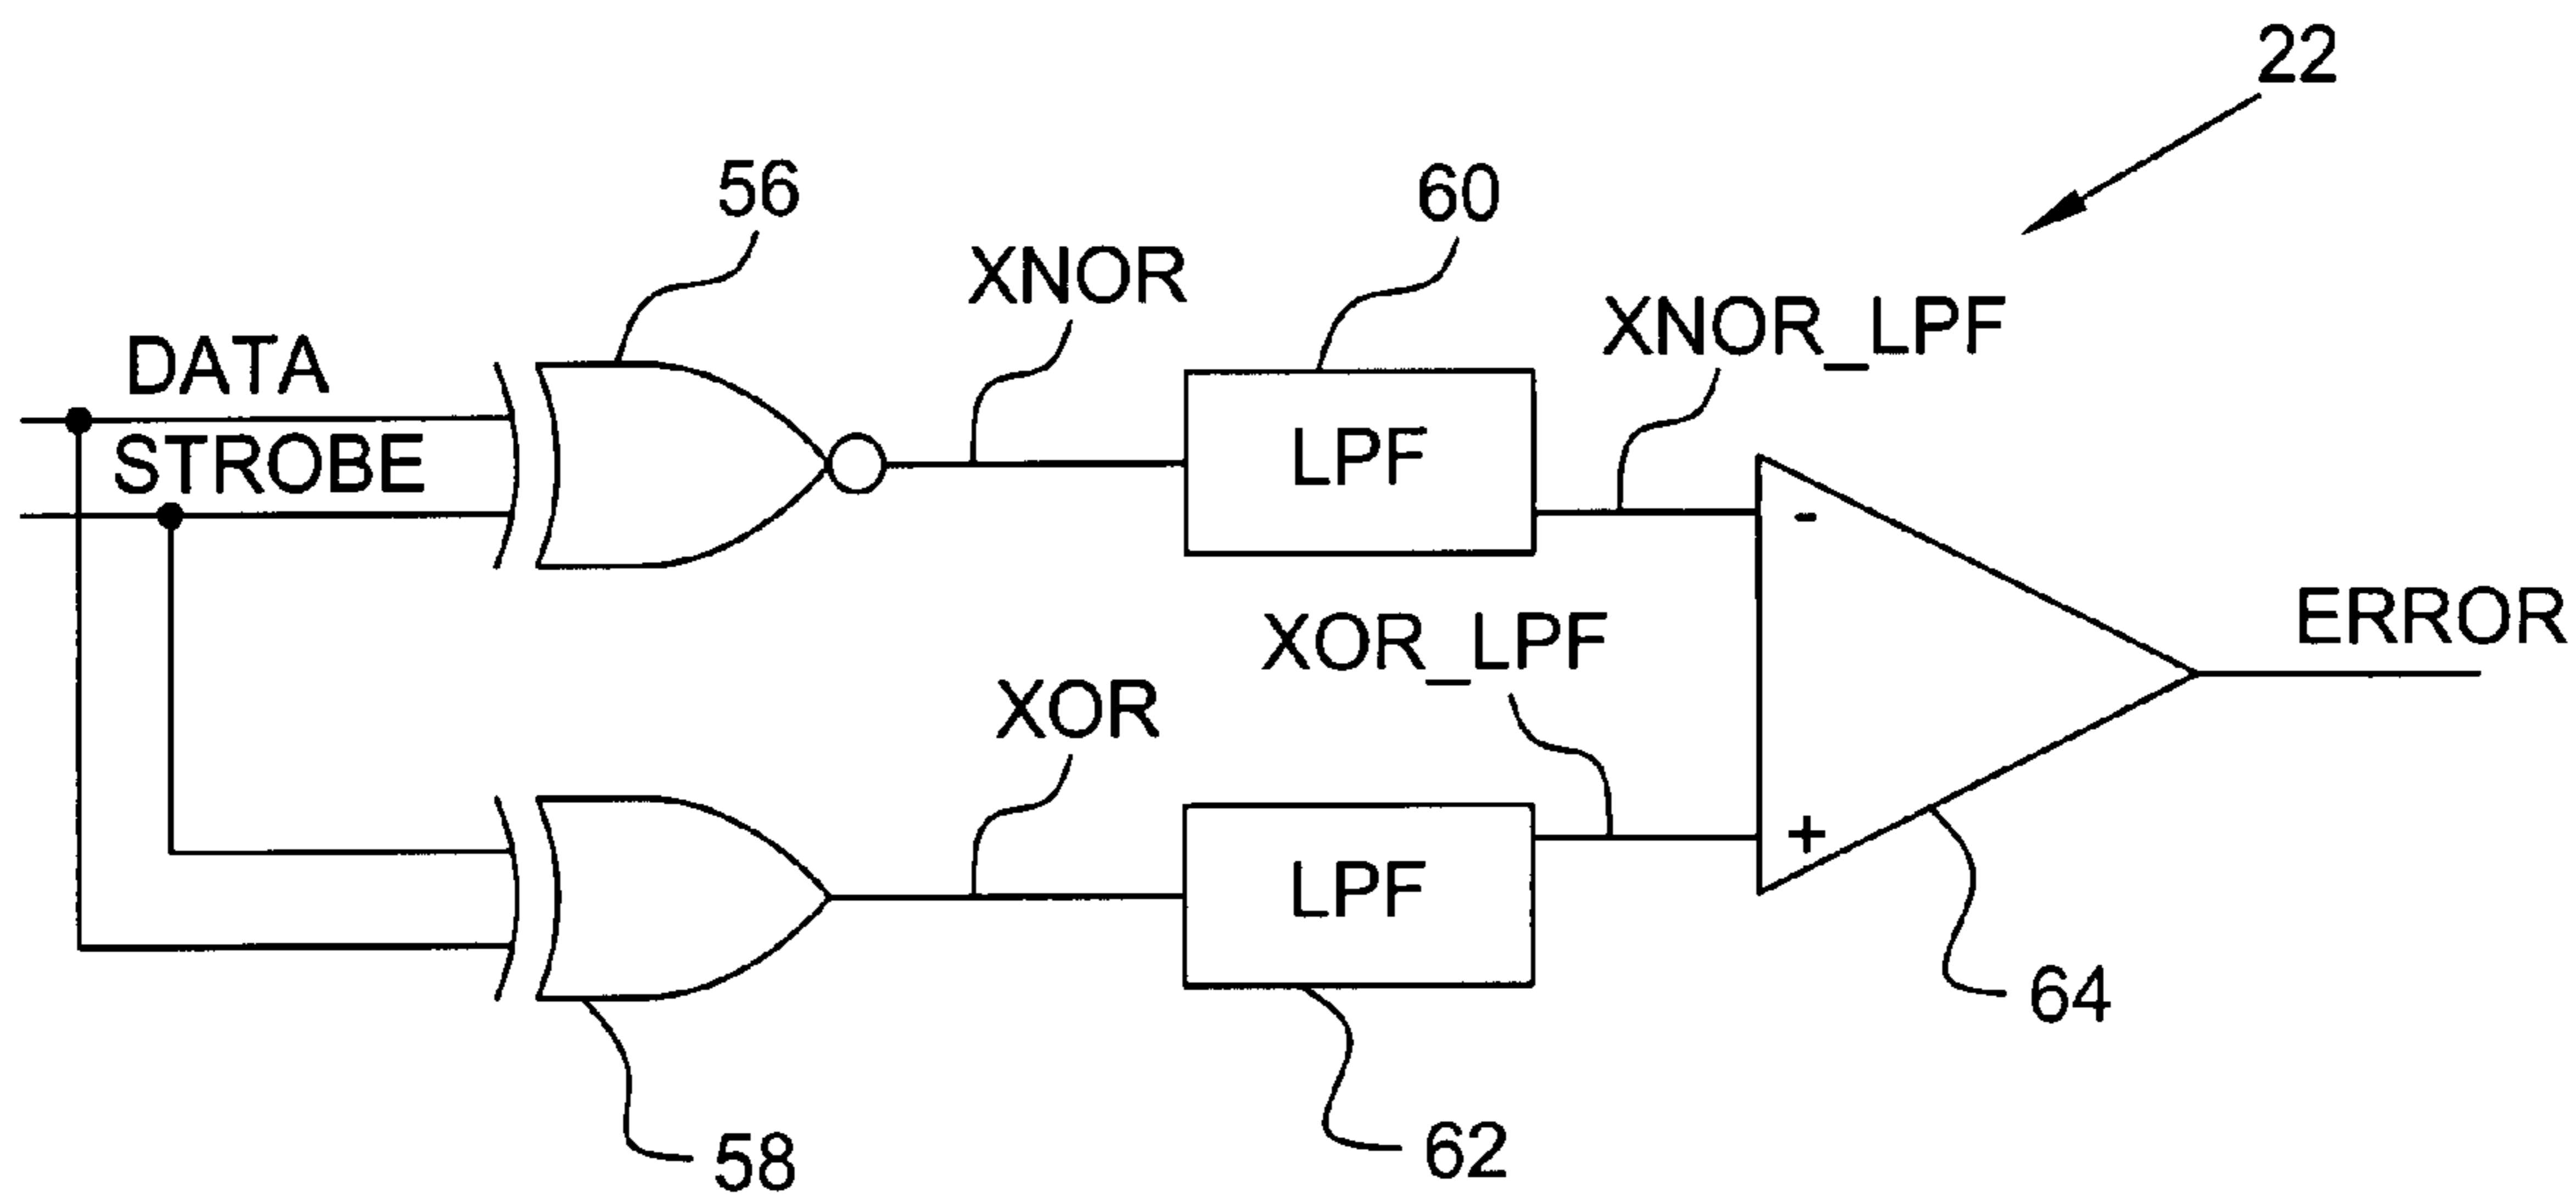 22
56
60
XNOR
XNOR_LPF
DATA
STROBE
LPF
-
ERROR
XOR_LPF
XOR
LPF
+
64
62
58